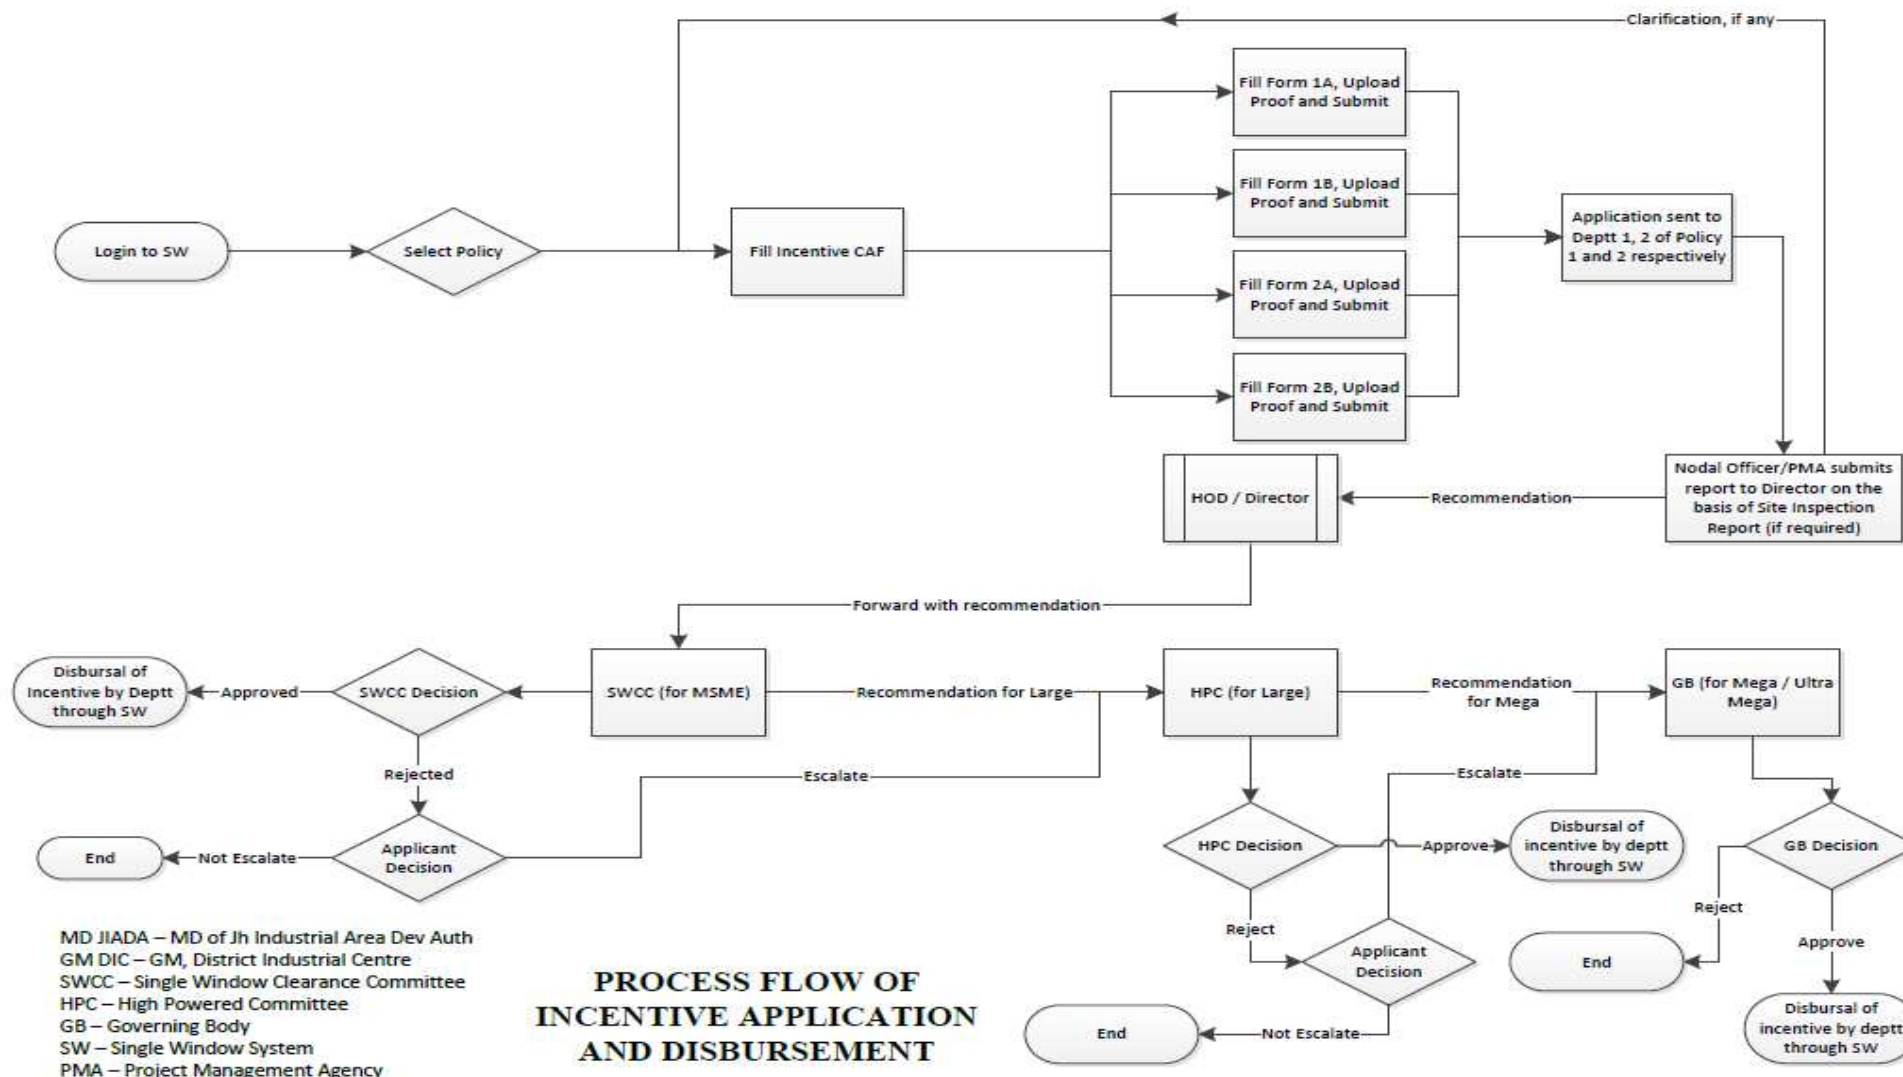 Clarification, if any
Fill Form 1A, Upload
Proof and Submit
Fill Form 1B, Upload
Proof and Submit
Login to SW
Select Policy
Fill Incentive CAF
Application sent to
Deptt 1, 2 of Policy
1 and 2 respectively
Fill Form 2A, Upload
Proof and Submit
Fill Form 2B, Upload
Proof and Submit
HOD / Director
Recommendation
Nodal Officer/PMA submits
report to Director on the
basis of Site Inspection
Report (if required)
Forward with recommendation
Disbursal of
Incentive by Deptt
through SW
Approved
SWCC Decision
SWCC (for MSME)
Recommendation for Large
HPC (for Large)
Recommendation
for Mega
GB (for Mega / Ultra
Mega)
Rejected
Escalate
Escalate
End
Not Escalate
Applicant
Decision
HPC Decision
Approve
Disbursal of
incentive by deptt
through SW
GB Decision
Reject
Reject
Applicant
Decision
End
Approve
End
Not Escalate
Disbursal of
incentive by deptt
through SW
MD JIADA – MD of Jh Industrial Area Dev Auth
GM DIC – GM, District Industrial Centre
SWCC – Single Window Clearance Committee
HPC – High Powered Committee
GB – Governing Body
SW – Single Window System
PMA – Project Management Agency
PROCESS FLOW OF
INCENTIVE APPLICATION
AND DISBURSEMENT